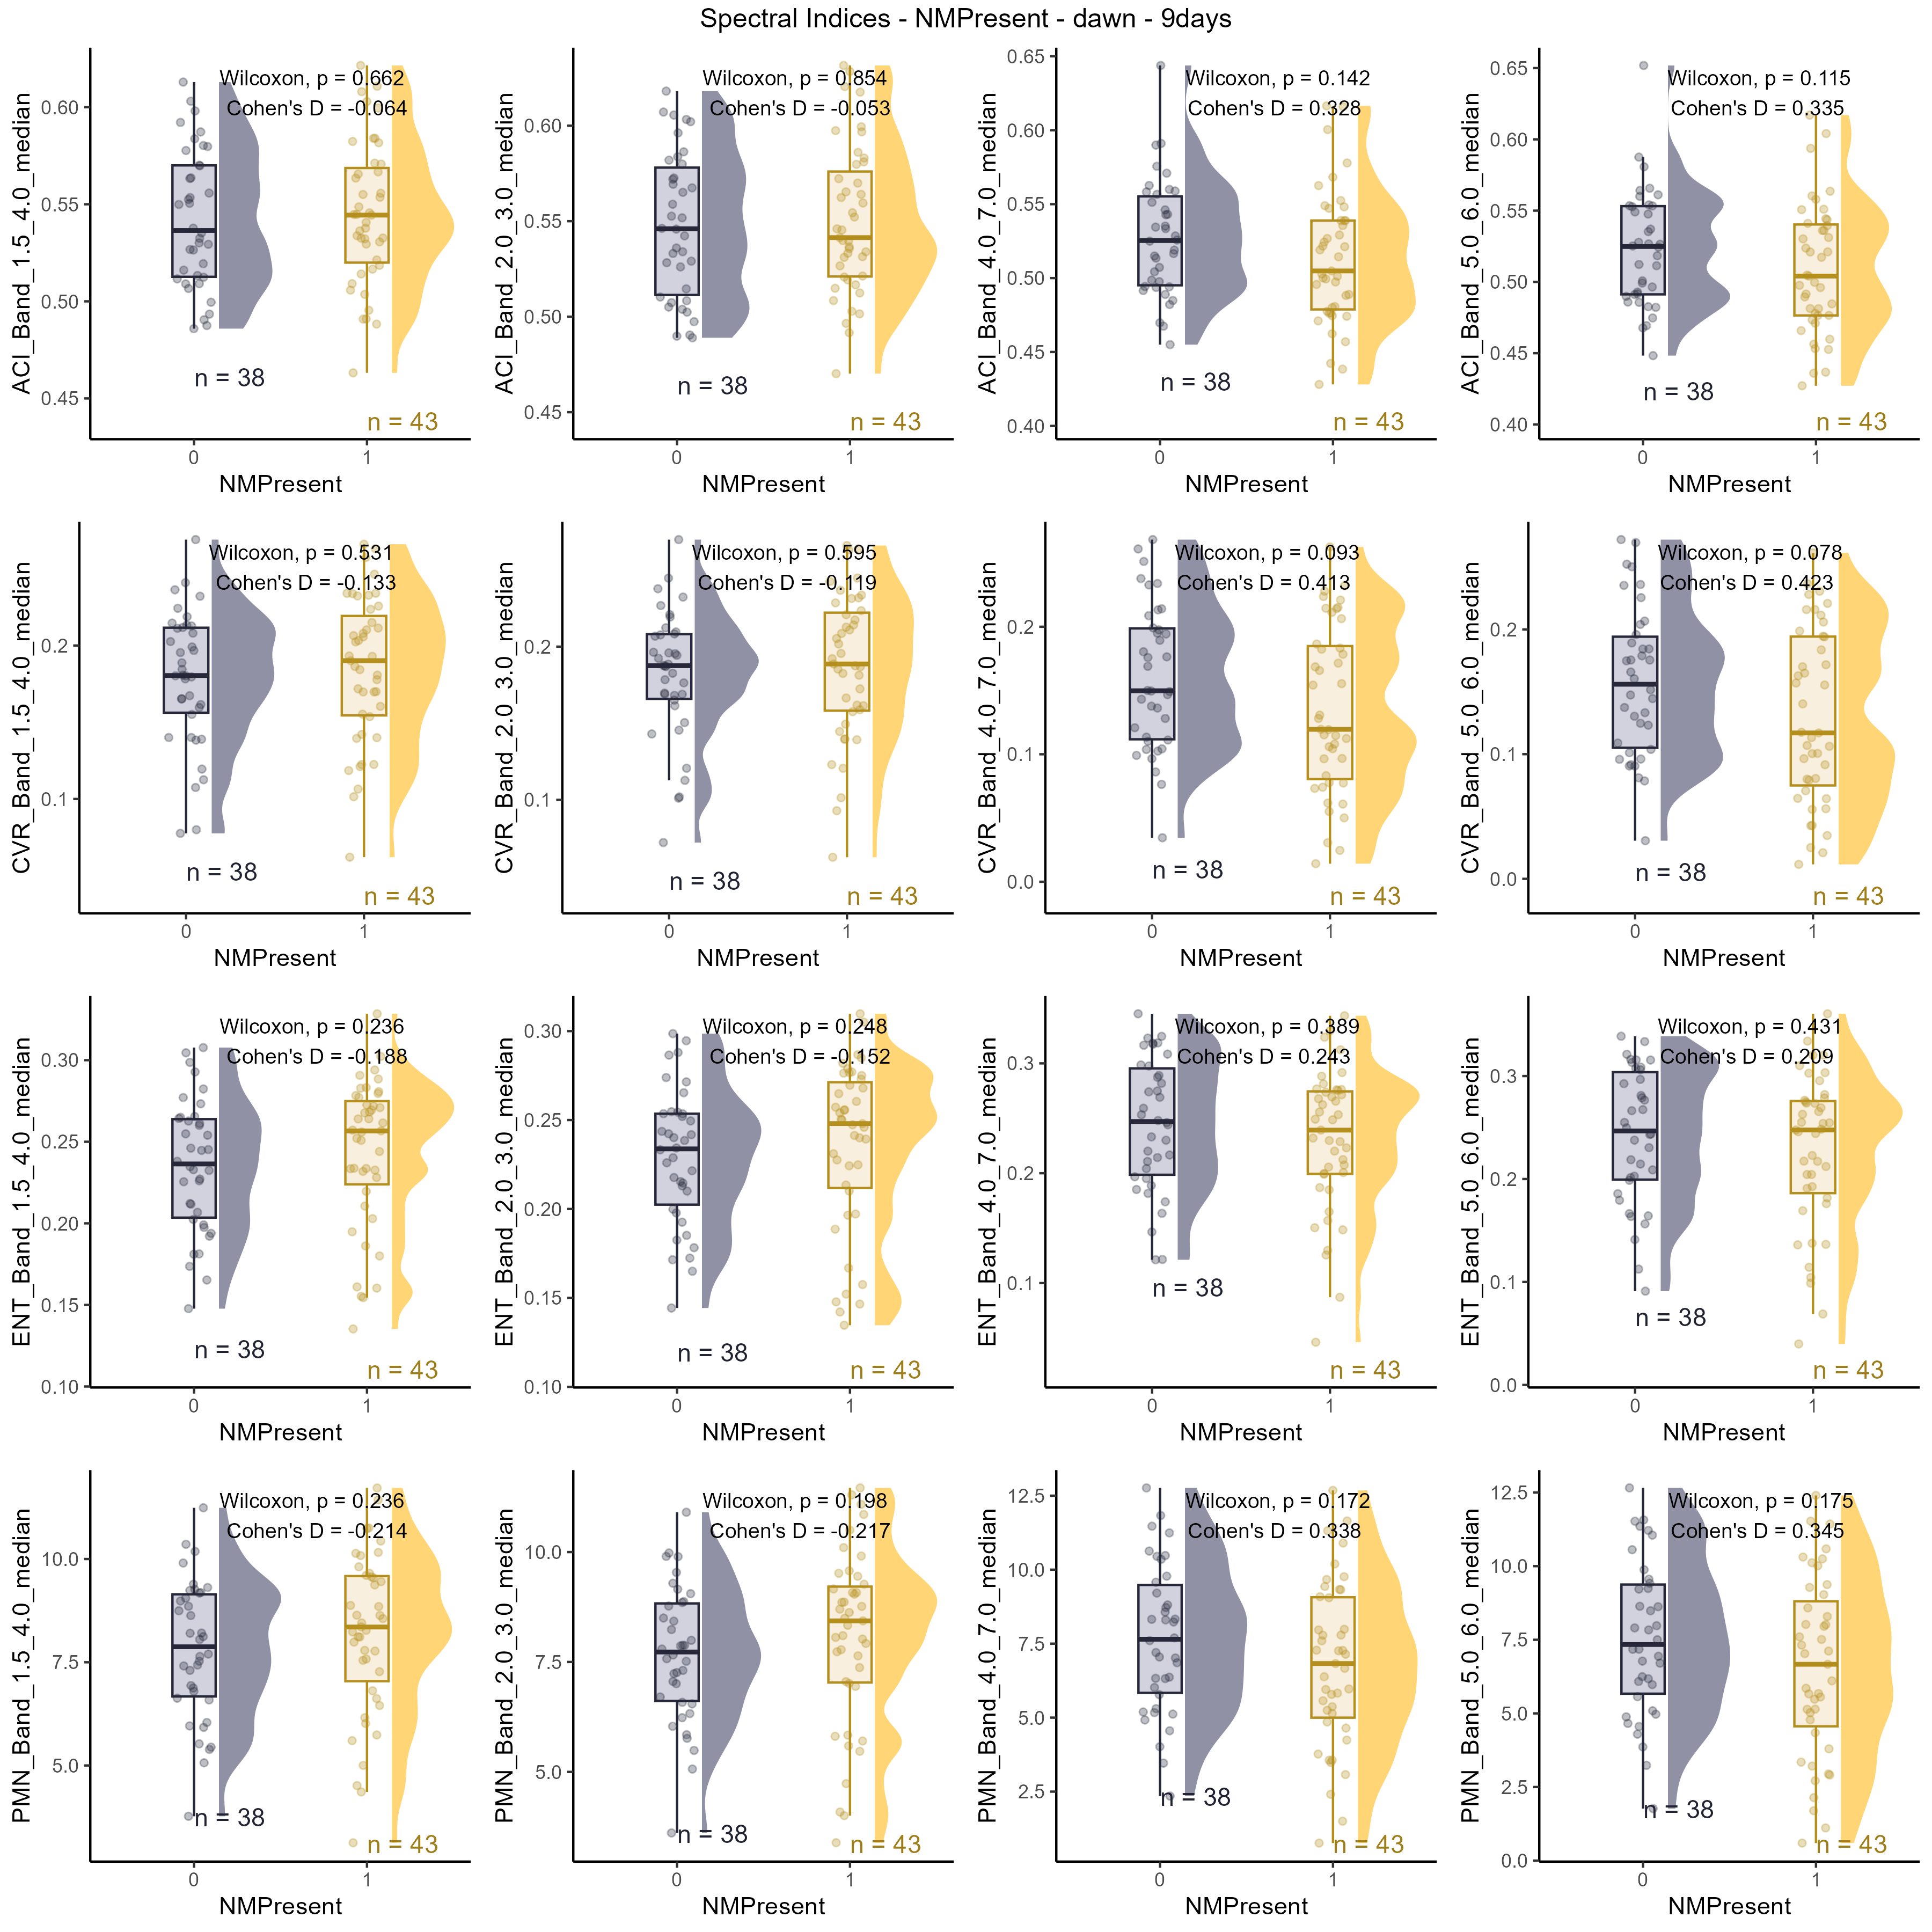 Spectral Indices - NMPresent - dawn - 9days
ACI_Band_1.5_4.0_median
0.60
0.55
0.50
0.45
Wilcoxon, p = 0.662
Cohen's D = -0.064
n = 38
n = 43
0
1
NMPresent
ACI_Band_2.0_3.0_median
0.60
0.55
0.50
0.45
Wilcoxon, p = 0.854
Cohen's D = -0.053
n = 38
n = 43
0
1
NMPresent
ACI_Band_4.0_7.0_median
0.65
0.60
0.55
0.50
0.45
0.40
Wilcoxon, p = 0.142
Cohen's D = 0.328
n = 38
n = 43
0
1
NMPresent
ACI_Band_5.0_6.0_median
0.65
0.60
0.55
0.50
0.45
0.40
Wilcoxon, p = 0.115
Cohen's D = 0.335
n = 38
n = 43
0
1
NMPresent
CVR_Band_1.5_4.0_median
0.2
0.1
Wilcoxon, p = 0.531
Cohen's D = -0.133
n = 38
n = 43
0
1
NMPresent
CVR_Band_2.0_3.0_median
0.2
0.1
Wilcoxon, p = 0.595
Cohen's D = -0.119
n = 38
n = 43
0
1
NMPresent
CVR_Band_4.0_7.0_median
0.2
0.1
0.0
Wilcoxon, p = 0.093
Cohen's D = 0.413
n = 38
n = 43
0
1
NMPresent
CVR_Band_5.0_6.0_median
0.2
0.1
0.0
Wilcoxon, p = 0.078
Cohen's D = 0.423
n = 38
n = 43
0
1
NMPresent
ENT_Band_1.5_4.0_median
0.30
0.25
0.20
0.15
0.10
Wilcoxon, p = 0.236
Cohen's D = -0.188
n = 38
n = 43
0
1
NMPresent
ENT_Band_2.0_3.0_median
0.30
0.25
0.20
0.15
0.10
Wilcoxon, p = 0.248
Cohen's D = -0.152
n = 38
n = 43
0
1
NMPresent
ENT_Band_4.0_7.0_median
0.3
0.2
0.1
Wilcoxon, p = 0.389
Cohen's D = 0.243
n = 38
n = 43
0
1
NMPresent
ENT_Band_5.0_6.0_median
0.3
0.2
0.1
0.0
Wilcoxon, p = 0.431
Cohen's D = 0.209
n = 38
n = 43
0
1
NMPresent
PMN_Band_1.5_4.0_median
10.0
7.5
5.0
Wilcoxon, p = 0.236
Cohen's D = -0.214
n = 38
n = 43
0
1
NMPresent
PMN_Band_2.0_3.0_median
10.0
7.5
5.0
Wilcoxon, p = 0.198
Cohen's D = -0.217
n = 38
n = 43
0
1
NMPresent
PMN_Band_4.0_7.0_median
12.5
10.0
7.5
5.0
2.5
Wilcoxon, p = 0.172
Cohen's D = 0.338
n = 38
n = 43
0
1
NMPresent
PMN_Band_5.0_6.0_median
12.5
10.0
7.5
5.0
2.5
0.0
Wilcoxon, p = 0.175
Cohen's D = 0.345
n = 38
n = 43
0
1
NMPresent